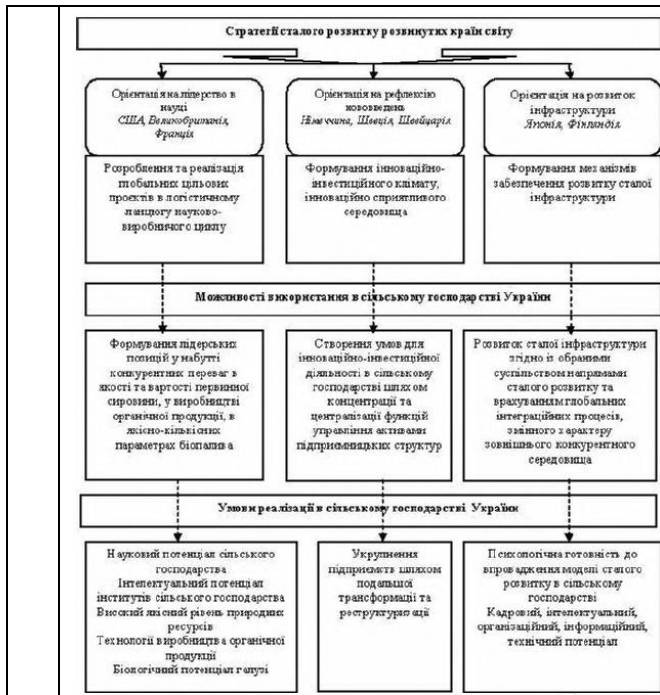 Стратегії сталого розвитку розвинутих країн світу
Орієнтація на лідерство в
науці
США, Великобританія,
Франція
Орієнтація на рефлексію
нововведень
Німеччина, Швеція, Швейцарія
Орієнтація на розвиток
інфраструктури
Японія, Фінляндія
Розроблення та реалізація
глобальних цільових
проектів в логістичному
ланцюгу науково-
виробничого циклу
Формування інноваційно-
інвестиційного клімату,
інноваційно сприятливого
середовища
Формування механізмів
забезпечення розвитку сталої
інфраструктури
Можливості використання в сільському господарстві України
Формування лідерських
позицій у набутті
конкурентних переваг в
якості та вартості первинної
сировини, у виробництві
органічної продукції, в
якісно-кількісних
параметрах біопалива
Створення умов для
інноваційно-інвестиційної
діяльності в сільському
господарстві шляхом
концентрації та
централізації функцій
управління активами
підприємницьких структур
Розвиток сталої інфраструктури
згідно із обраними
суспільством напрямами
сталого розвитку та
врахуванням глобальних
інтеграційних процесів,
змінного характеру
зовнішнього конкурентного
середовища
Умови реалізації в сільському господарстві України
Науковий потенціал сільського
господарства
Інтелектуальний потенціал
інститутів сільського господарства
Високий якісний рівень природних
ресурсів
Технології виробництва органічної
продукції
Біологічний потенціал галузі
Укрупнення
підприємств шляхом
подальшої
трансформації та
реструктуризації
Психологічна готовність до
впровадження моделі сталого
розвитку в сільському
господарстві
Кадровий, інтелектуальний,
організаційний, інформаційний,
технічний потенціал